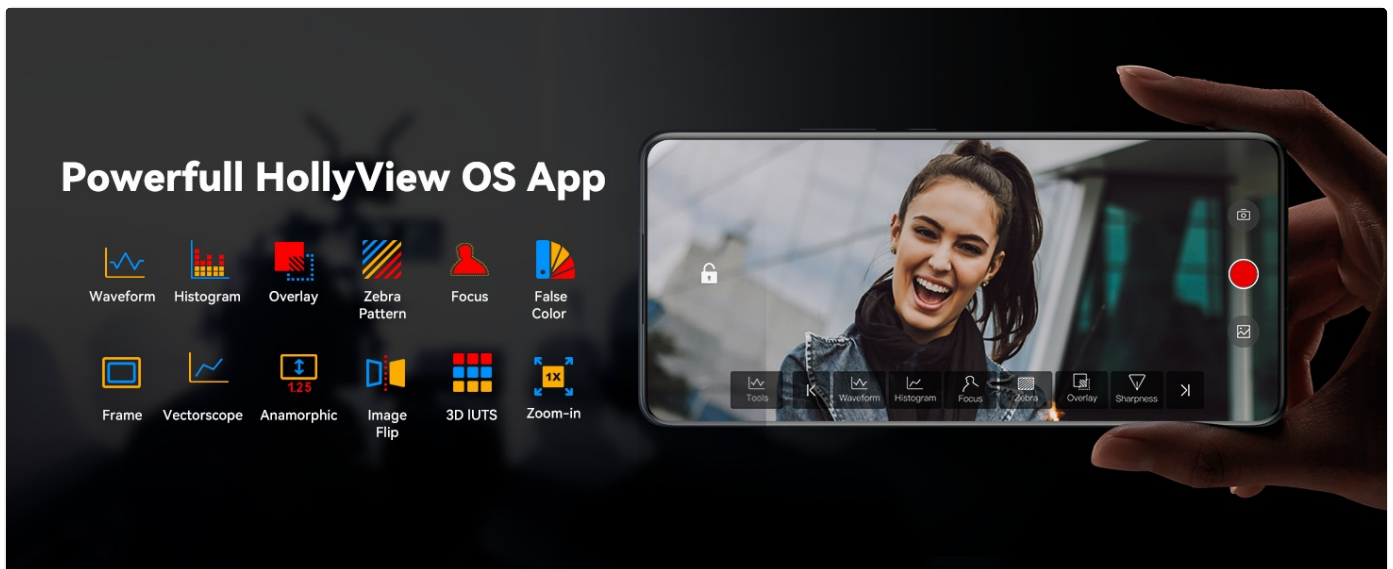 Powerfull HollyView OS App
Waveform
Histogram
Overlay
Zebra
Pattern
Focus
False
Color
1.25
1X
Frame
Vectorscope
Anamorphic
Image
Flip
3D lUTS
Zoom-in
Tools
Waveform
Histogram
Focus
Zebra
Overlay
Sharpness